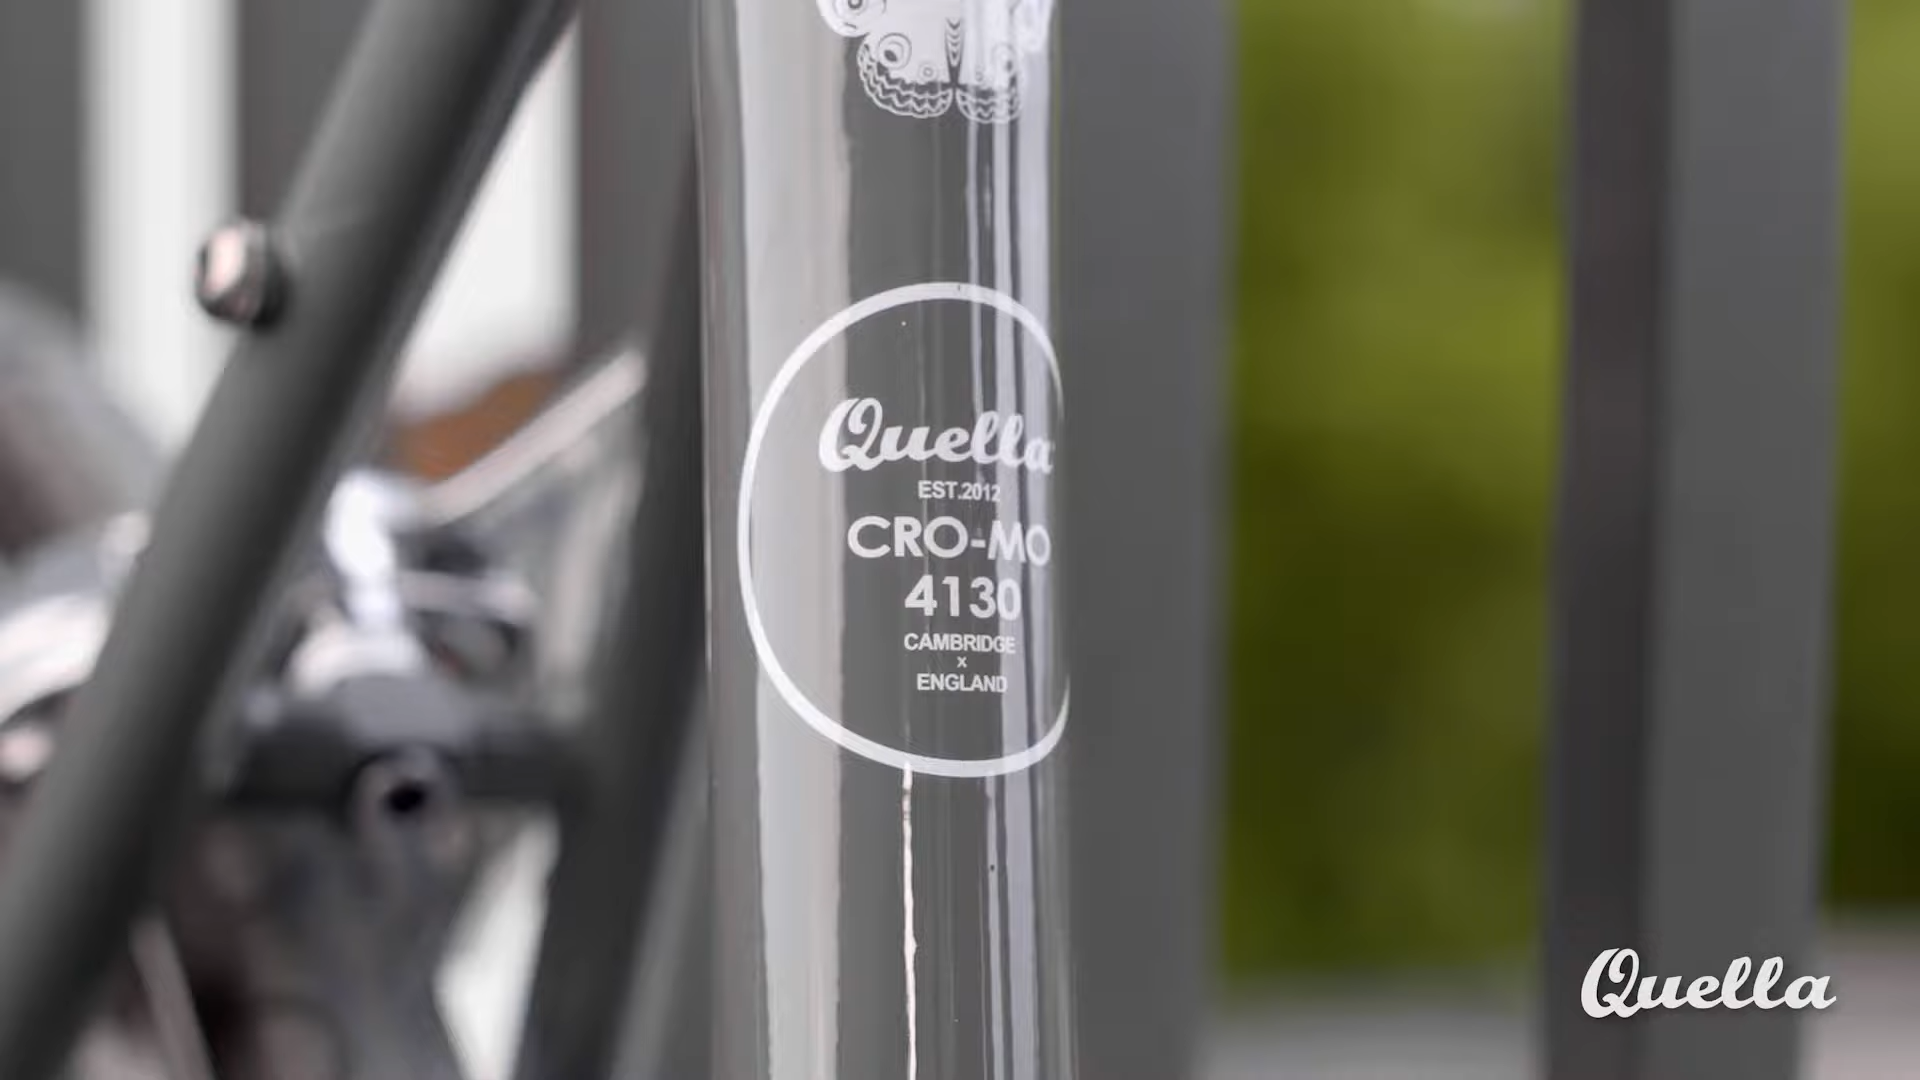 Quella
EST.2012
CRO-MO
4130
CAMBRIDGE
x
ENGLAND
Quella